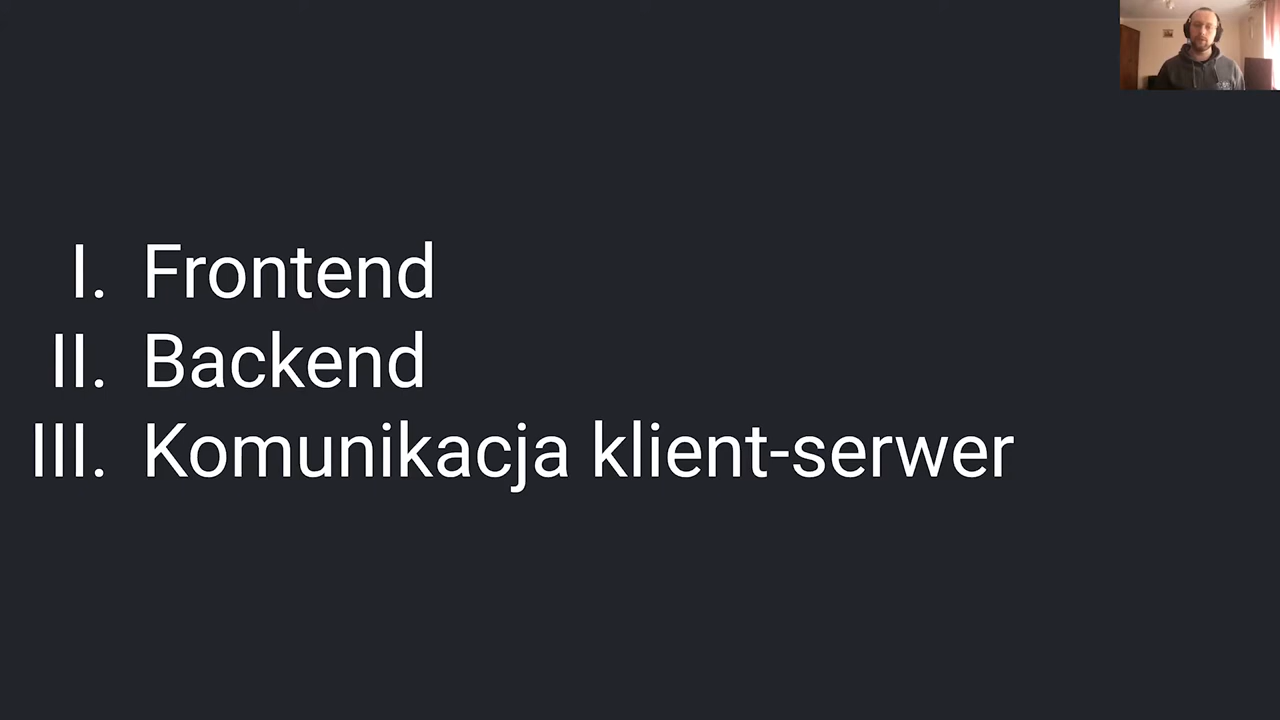 I. Frontend
II. Backend
III. Komunikacja klient-serwer